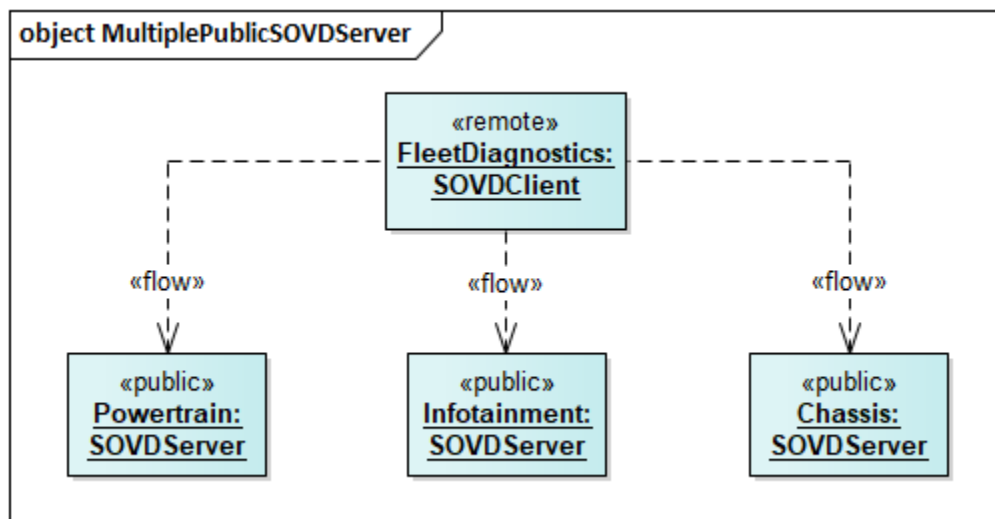 object MultiplePublicSOVDServer
«remote»
FleetDiagnostics:
SOVDClient
«flow»
«flow»
«flow»
«public»
Powertrain:
SOVDServer
«public»
Infotainment:
SOVDServer
«public»
Chassis:
SOVDServer